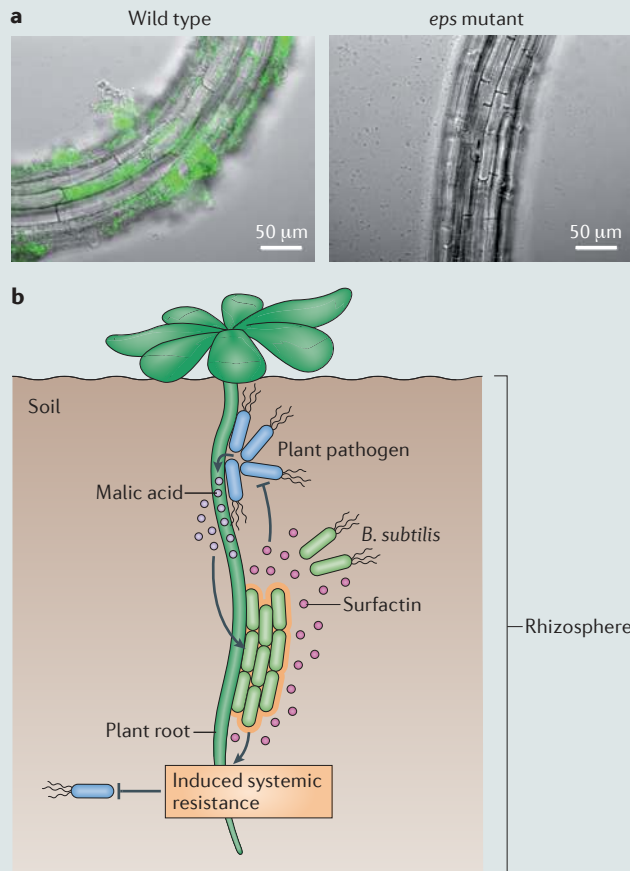 a
Wild type
eps mutant
50 μm
50 μm
b
Soil
Plant pathogen
Malic acid
B. subtilis
Surfactin
Rhizosphere
Plant root
Induced systemic
resistance